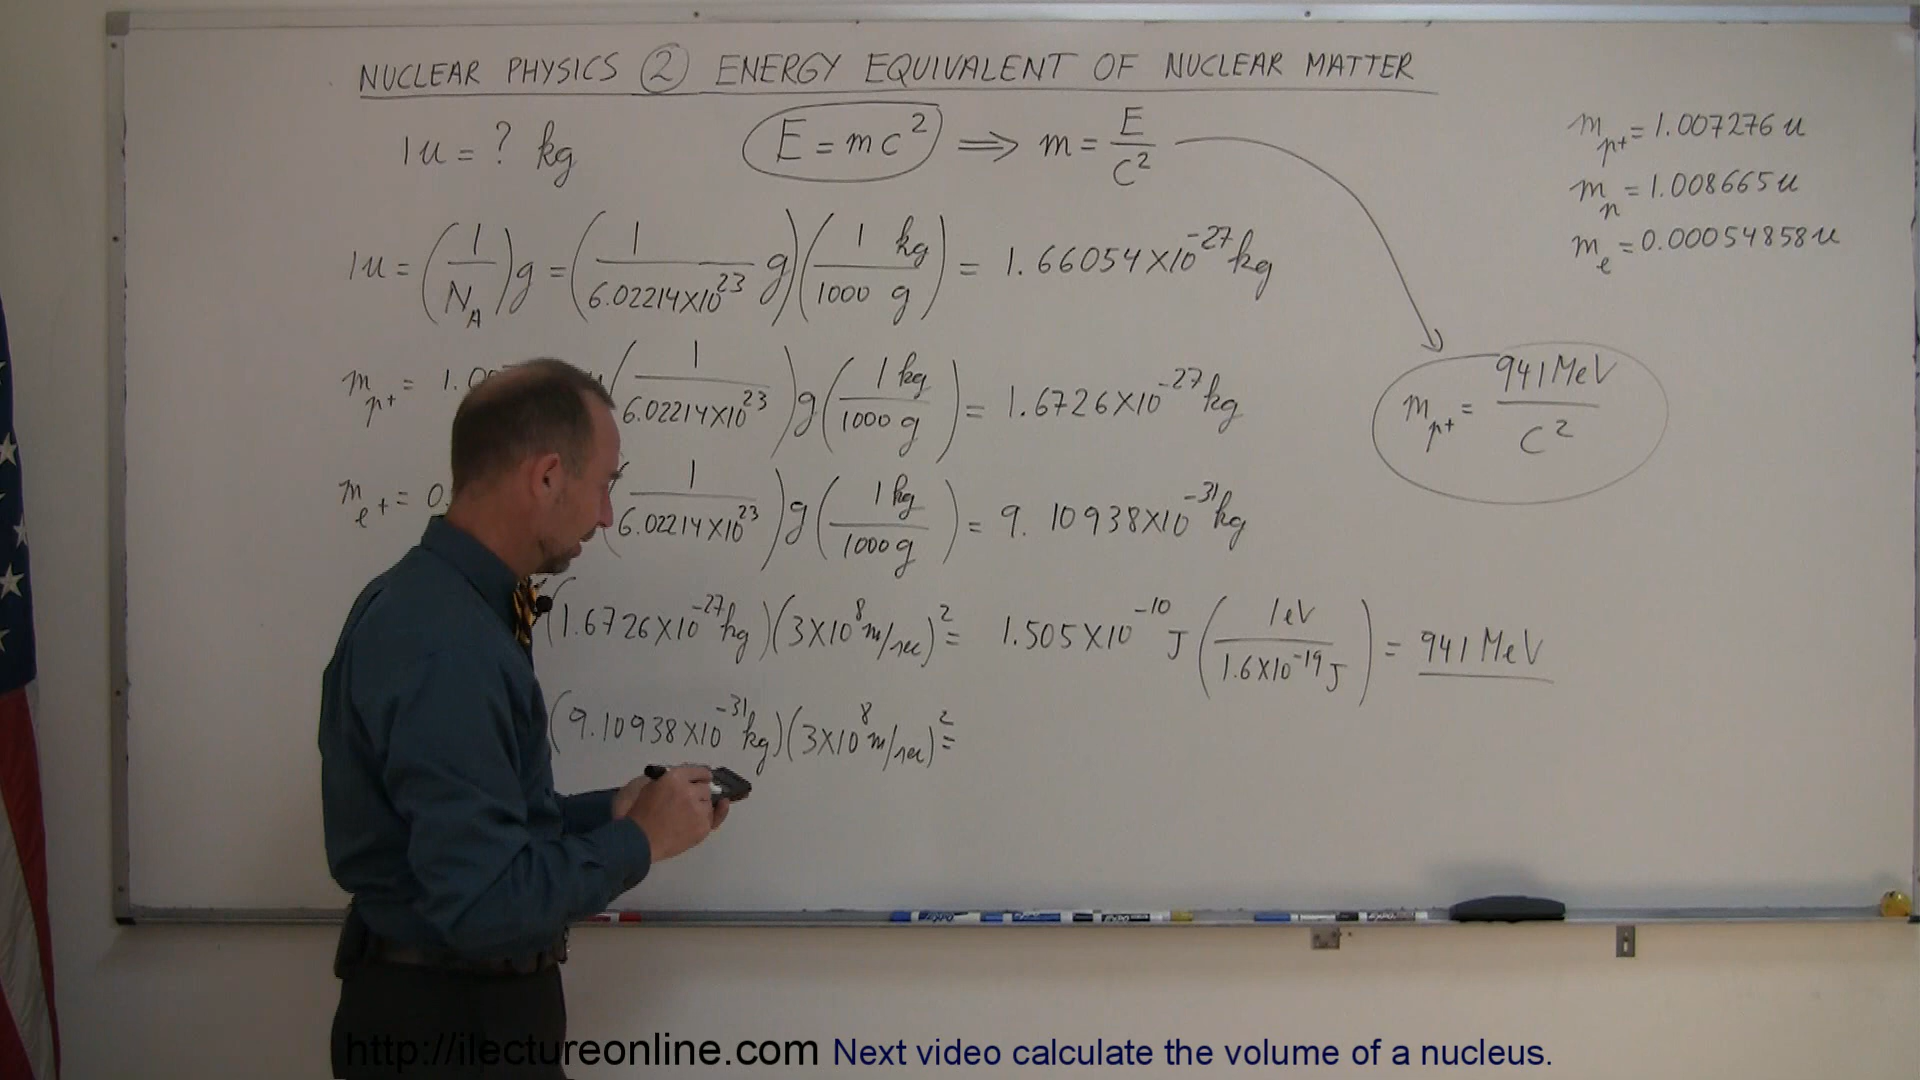 NUCLEAR PHYSICS ② ENERGY EQUIVALENT OF NUCLEAR MATTER
1u = ? kg
E = mc² ⟹ m = E/c²
m_p+ = 1.007276 u
m_n = 1.008665 u
m_e = 0.00054858 u
1u = (1/N_A) g = (1/6.02214×10²³ g)(1 kg/1000 g) = 1.66054×10⁻²⁷ kg
m_p+ = 1.00 u (1/6.02214×10²³) g (1 kg/1000 g) = 1.6726×10⁻²⁷ kg
m_p+ = 941 MeV/c²
m_e+ = 0. (1/6.02214×10²³) g (1 kg/1000 g) = 9.10938×10⁻³¹ kg
(1.6726×10⁻²⁷ kg)(3×10⁸ m/sec)² = 1.505×10⁻¹⁰ J (1eV/1.6×10⁻¹⁹ J) = 941 MeV
(9.10938×10⁻³¹ kg)(3×10⁸ m/sec)² =
http://ilectureonline.com Next video calculate the volume of a nucleus.